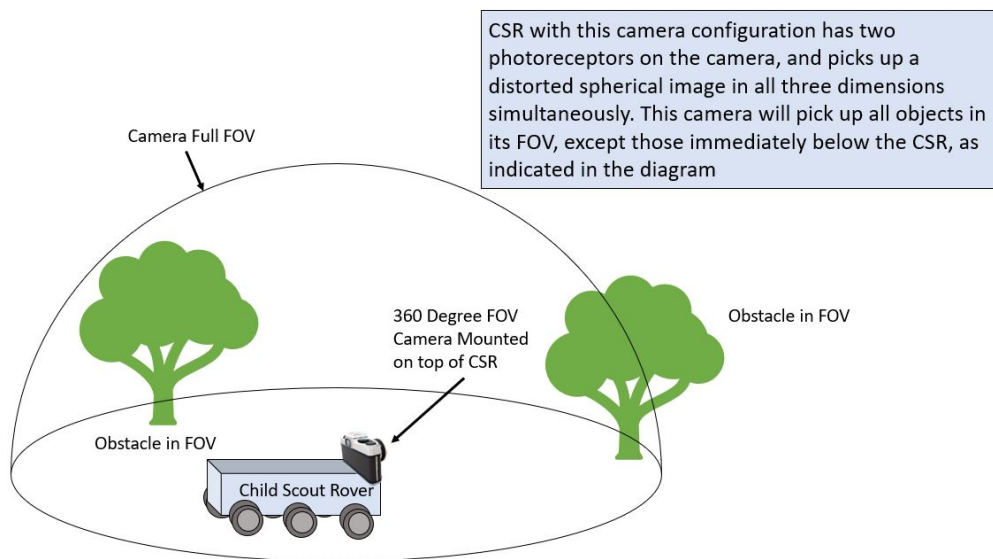 CSR with this camera configuration has two
photoreceptors on the camera, and picks up a
distorted spherical image in all three dimensions
simultaneously. This camera will pick up all objects in
its FOV, except those immediately below the CSR, as
indicated in the diagram
Camera Full FOV
360 Degree FOV
Camera Mounted
on top of CSR
Obstacle in FOV
Obstacle in FOV
Child Scout Rover